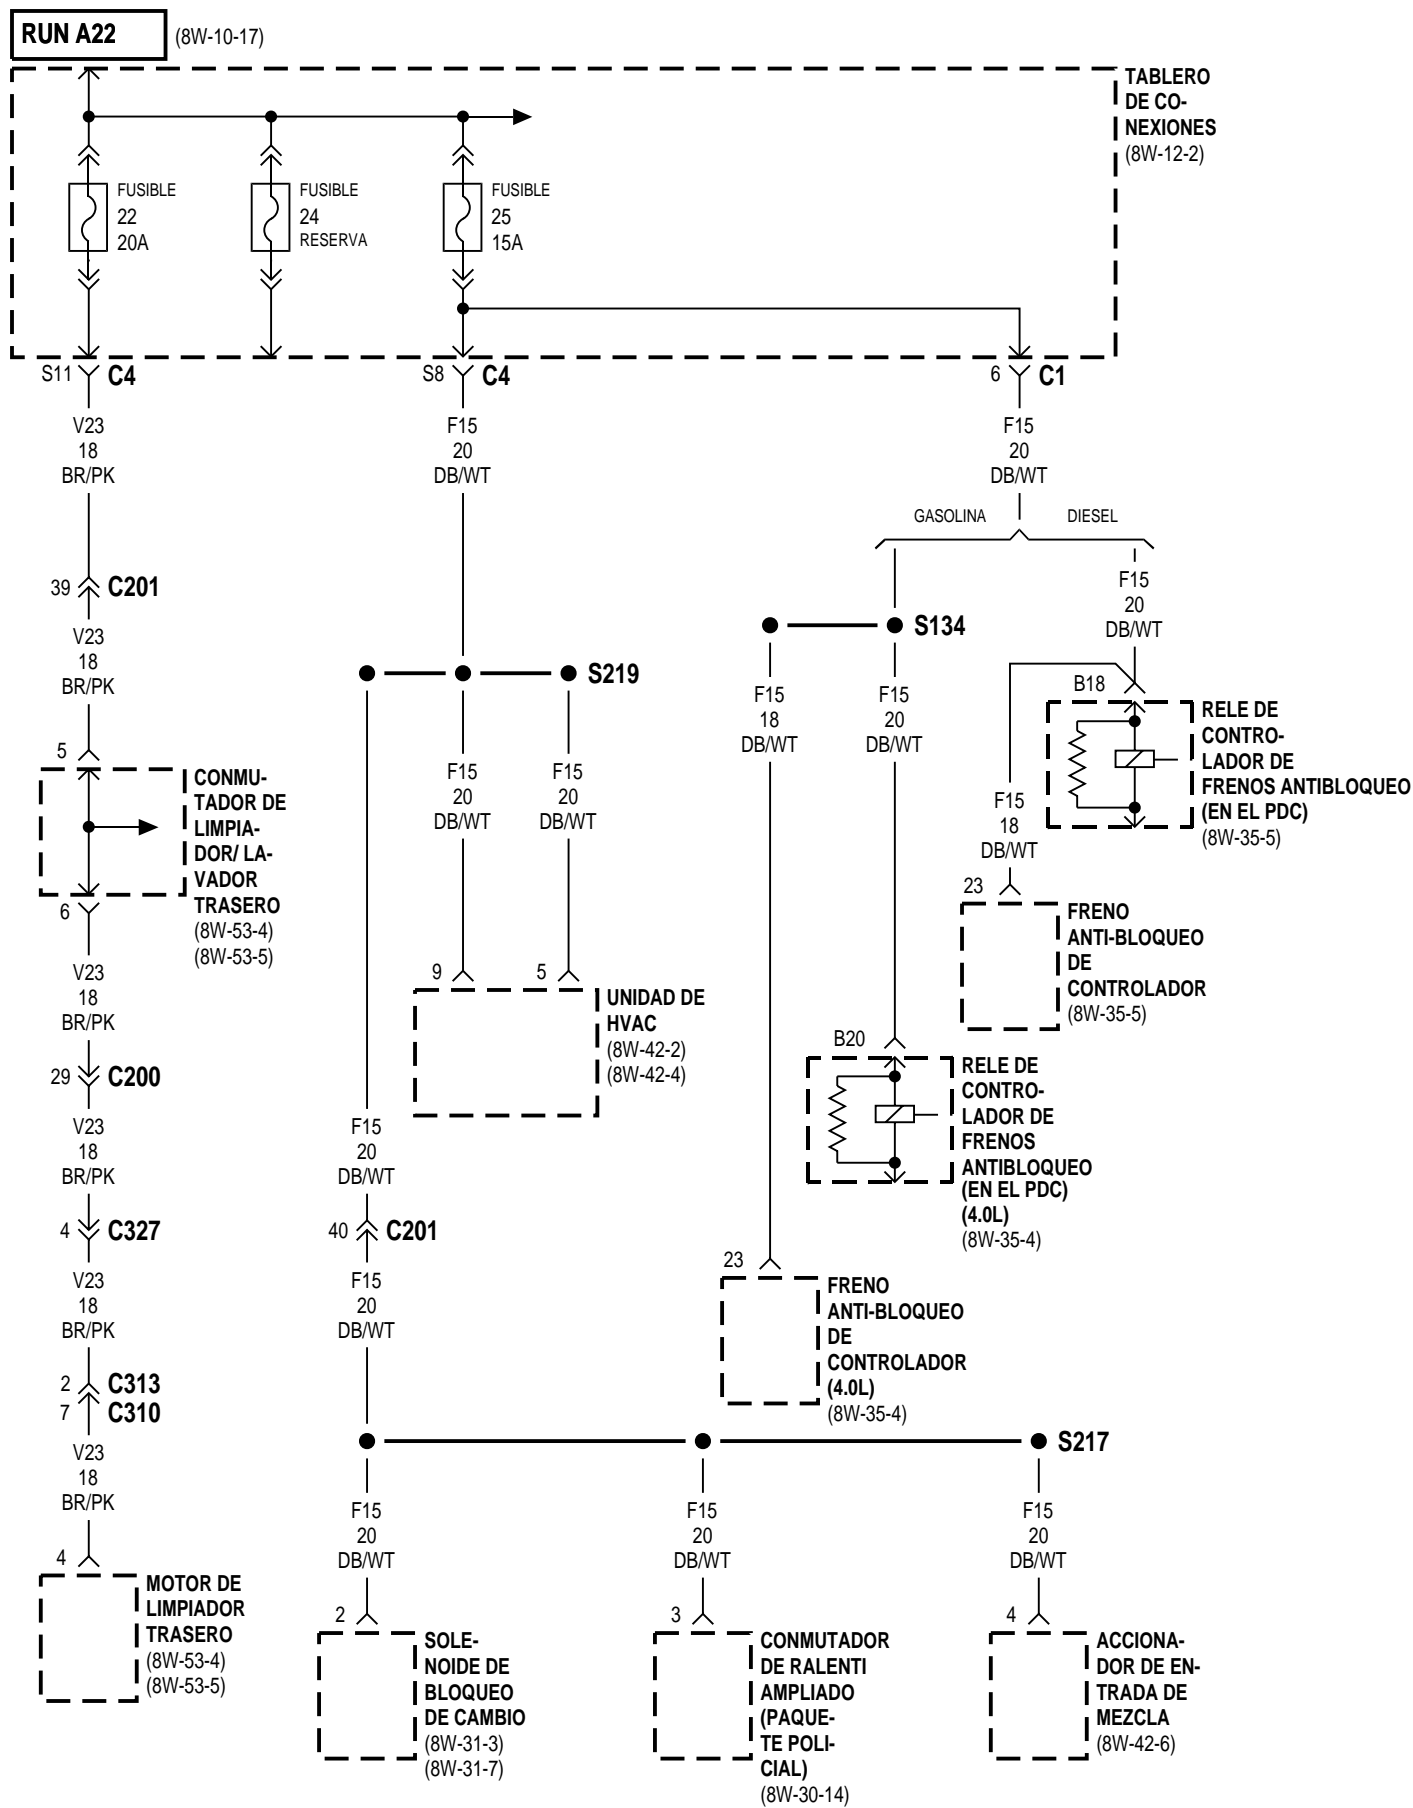 RUN A22
(8W-10-17)
TABLERO
DE CO-
NEXIONES
(8W-12-2)
FUSIBLE
22
20A
FUSIBLE
24
RESERVA
FUSIBLE
25
15A
S11
C4
S8
C4
6
C1
V23
18
BR/PK
F15
20
DB/WT
F15
20
DB/WT
GASOLINA
DIESEL
39
C201
V23
18
BR/PK
F15
20
DB/WT
S134
S219
F15
18
DB/WT
F15
20
DB/WT
B18
RELE DE
CONTRO-
LADOR DE
FRENOS ANTIBLOQUEO
(EN EL PDC)
(8W-35-5)
5
CONMU-
TADOR DE
LIMPIA-
DOR/ LA-
VADOR
TRASERO
(8W-53-4)
(8W-53-5)
6
F15
20
DB/WT
F15
20
DB/WT
F15
18
DB/WT
23
FRENO
ANTI-BLOQUEO
DE
CONTROLADOR
(8W-35-5)
V23
18
BR/PK
9
5
UNIDAD DE
HVAC
(8W-42-2)
(8W-42-4)
B20
RELE DE
CONTRO-
LADOR DE
FRENOS
ANTIBLOQUEO
(EN EL PDC)
(4.0L)
(8W-35-4)
29
C200
V23
18
BR/PK
F15
20
DB/WT
4
C327
40
C201
V23
18
BR/PK
F15
20
DB/WT
23
FRENO
ANTI-BLOQUEO
DE
CONTROLADOR
(4.0L)
(8W-35-4)
2
C313
7
C310
S217
V23
18
BR/PK
F15
20
DB/WT
F15
20
DB/WT
F15
20
DB/WT
4
MOTOR DE
LIMPIADOR
TRASERO
(8W-53-4)
(8W-53-5)
2
SOLE-
NOIDE DE
BLOQUEO
DE CAMBIO
(8W-31-3)
(8W-31-7)
3
CONMUTADOR
DE RALENTI
AMPLIADO
(PAQUE-
TE POLI-
CIAL)
(8W-30-14)
4
ACCIONA-
DOR DE EN-
TRADA DE
MEZCLA
(8W-42-6)